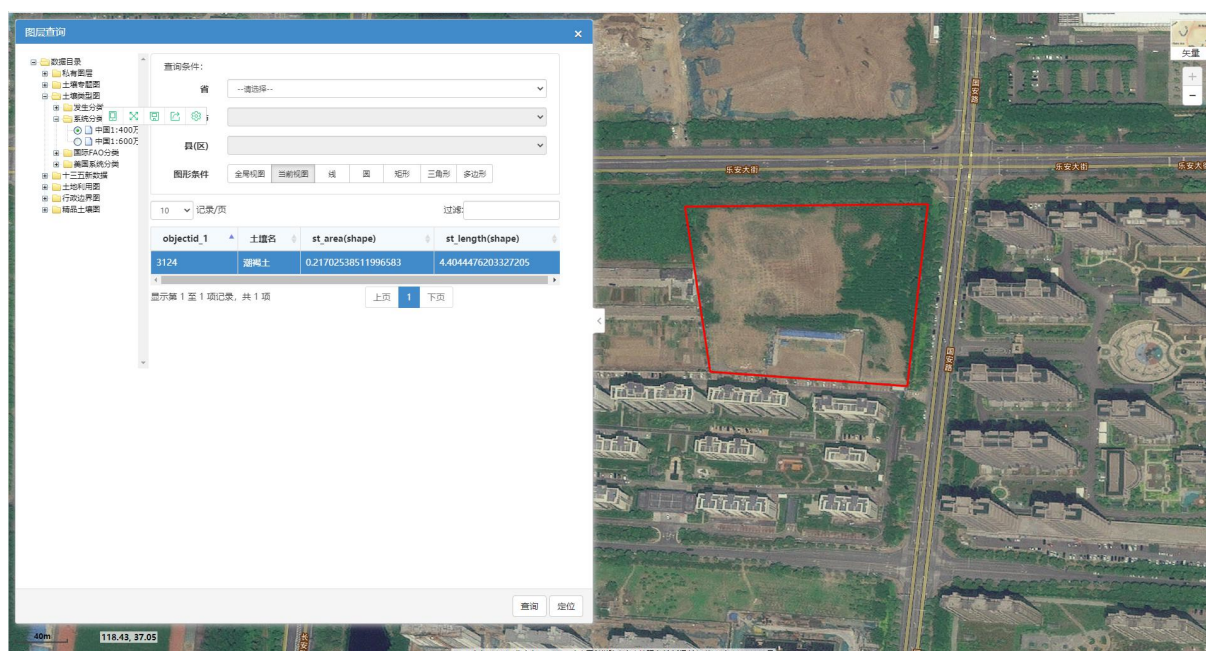 图层查询
×
数据目录
私有图层
土壤专题图
土壤类型图
发生分类
系统分类
中国1:400万
中国1:600万
国际FAO分类
美国系统分类
十三五新数据
土地利用图
行政边界图
精品土壤图
查询条件:
省
--请选择--
县(区)
图形条件
全局视图 当前视图 线 圆 矩形 三角形 多边形
10 记录/页
过滤:
objectid_1 土壤名 st_area(shape) st_length(shape)
3124 潮褐土 0.21702538511996583 4.4044476203327205
显示第 1 至 1 项记录，共 1 项
上页 1 下页
查询 定位
40m
118.43, 37.05
矢量
+
−
国安路
乐安大街
乐安大街
乐安大街
国安路